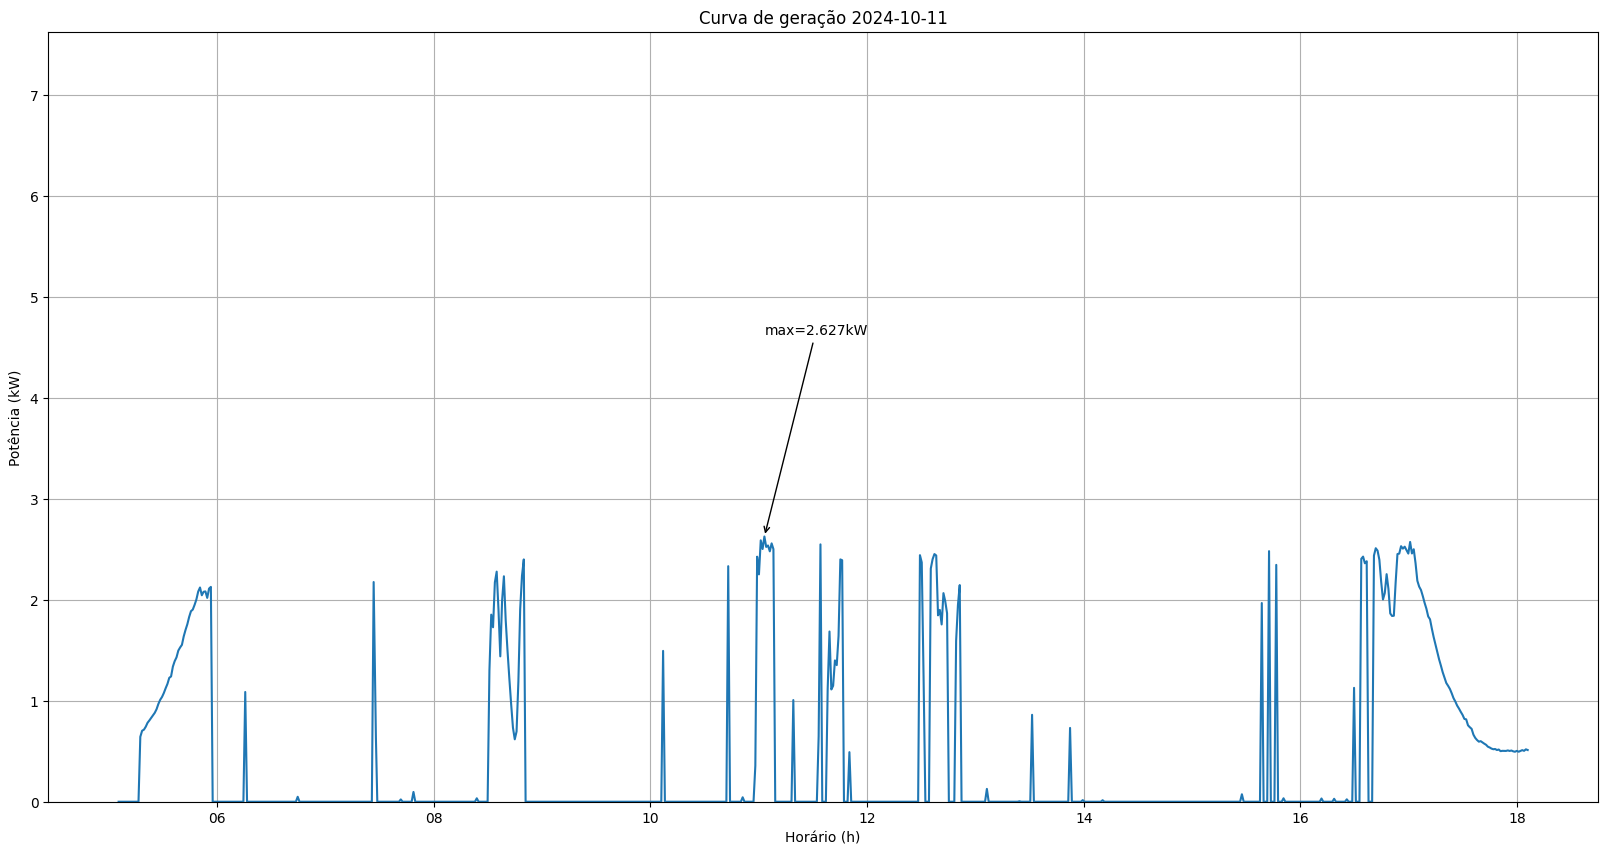 Curva de geração 2024-10-11
7
6
5
max=2.627kW
4
Potência (kW)
3
2
1
0
06 08 10 12 14 16 18
Horário (h)